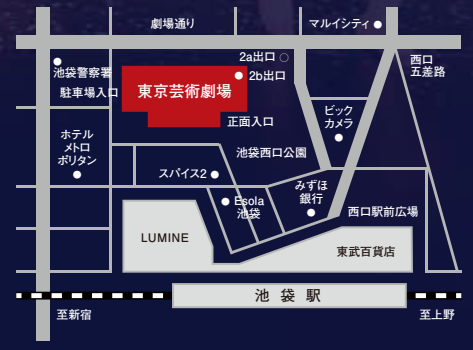 劇場通り
マルイシティ
2a出口
西口
五差路
池袋警察署
2b出口
駐車場入口
東京芸術劇場
ビック
カメラ
正面入口
ホテル
メトロ
ポリタン
池袋西口公園
スパイス2
みずほ
銀行
Esola
池袋
西口駅前広場
LUMINE
東武百貨店
池袋駅
至新宿
至上野